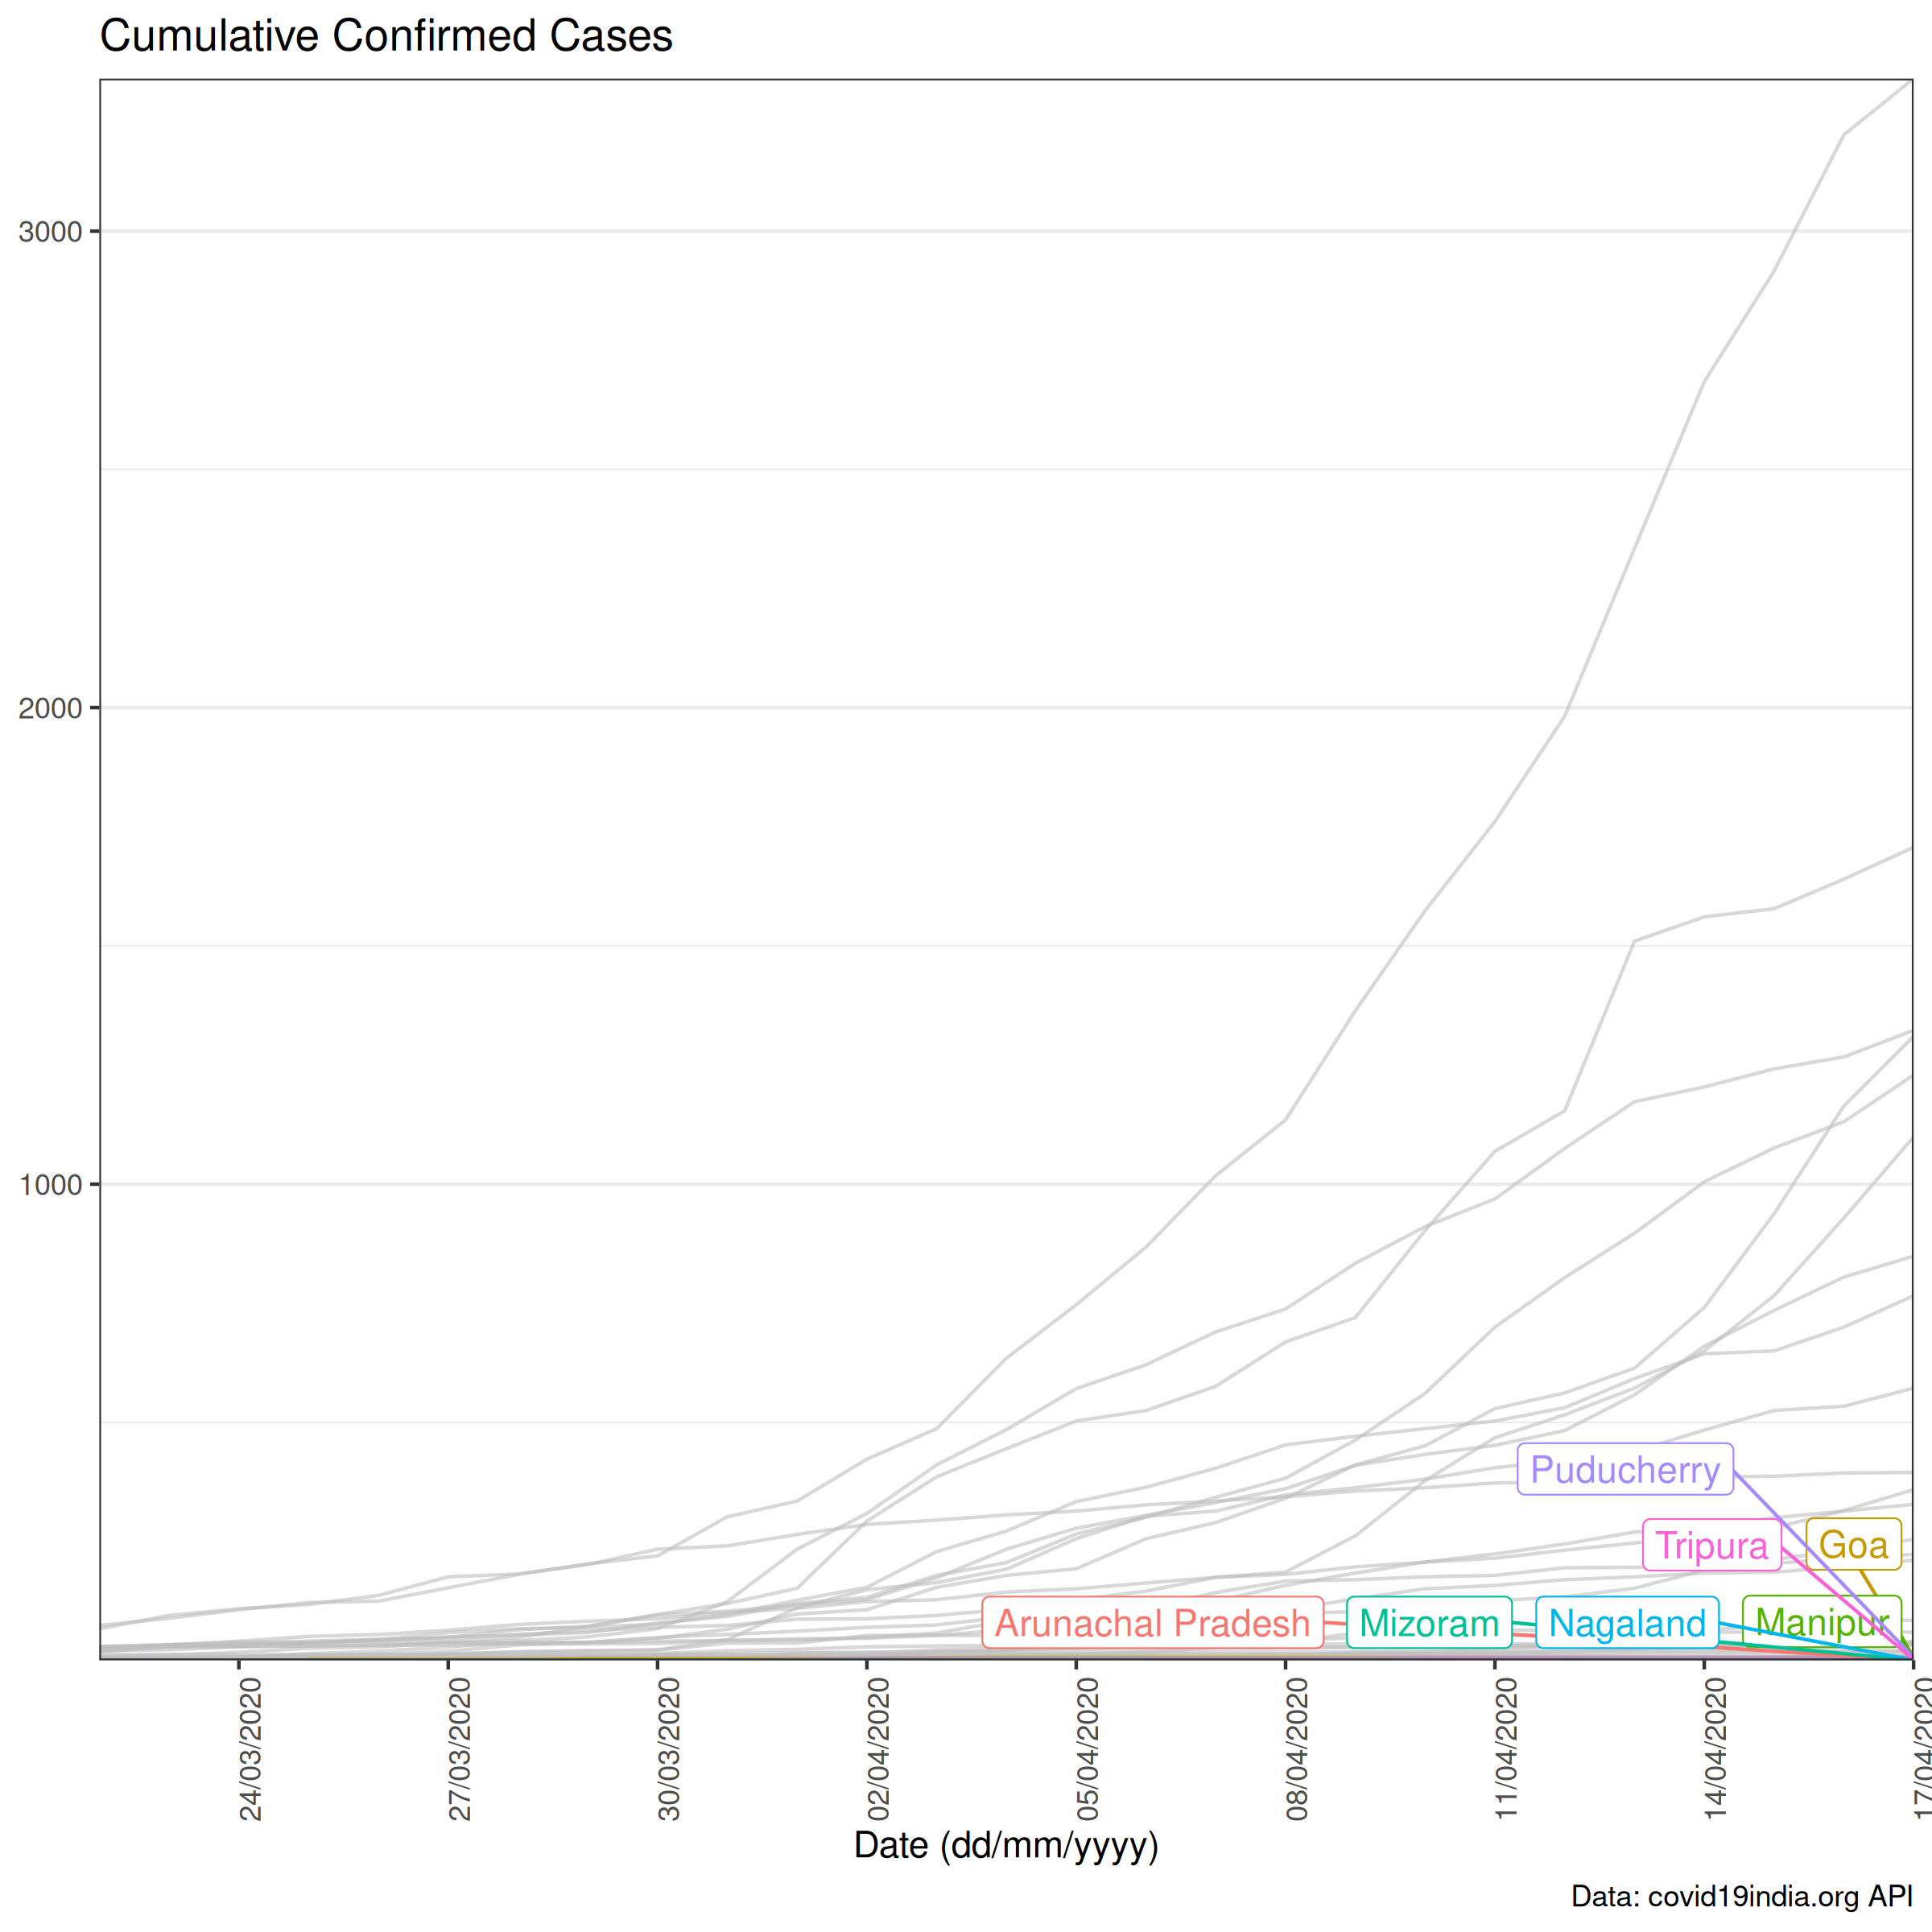 Cumulative Confirmed Cases
3000
2000
1000
Puducherry
Tripura
Goa
Arunachal Pradesh
Mizoram
Nagaland
Manipur
24/03/2020
27/03/2020
30/03/2020
02/04/2020
05/04/2020
08/04/2020
11/04/2020
14/04/2020
17/04/2020
Date (dd/mm/yyyy)
Data: covid19india.org API